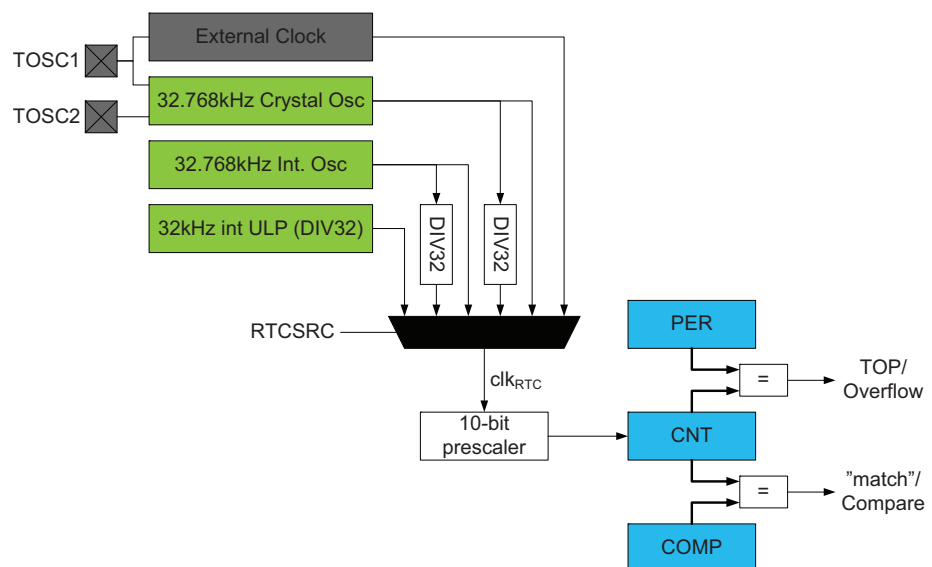 External Clock
TOSC1
32.768kHz Crystal Osc
TOSC2
32.768kHz Int. Osc
32kHz int ULP (DIV32)
DIV32
DIV32
RTCSRC
PER
clkRTC
=
TOP/
Overflow
10-bit
prescaler
CNT
=
”match”/
Compare
COMP